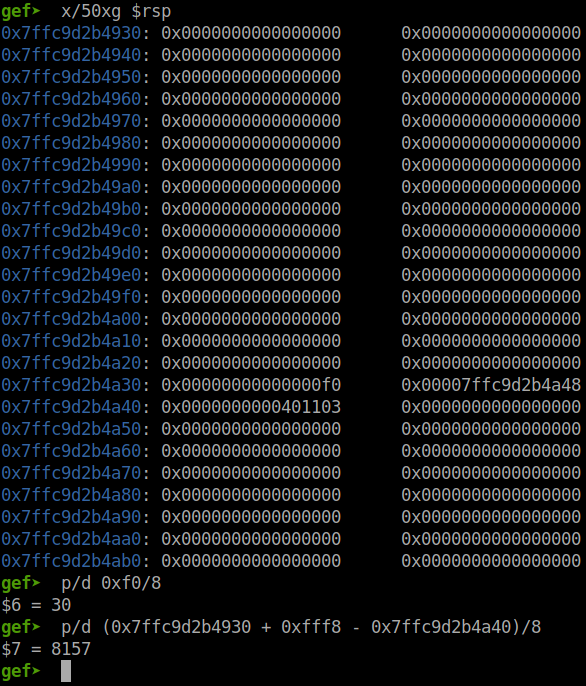 gef➤  x/50xg $rsp
0x7ffc9d2b4930: 0x0000000000000000      0x0000000000000000
0x7ffc9d2b4940: 0x0000000000000000      0x0000000000000000
0x7ffc9d2b4950: 0x0000000000000000      0x0000000000000000
0x7ffc9d2b4960: 0x0000000000000000      0x0000000000000000
0x7ffc9d2b4970: 0x0000000000000000      0x0000000000000000
0x7ffc9d2b4980: 0x0000000000000000      0x0000000000000000
0x7ffc9d2b4990: 0x0000000000000000      0x0000000000000000
0x7ffc9d2b49a0: 0x0000000000000000      0x0000000000000000
0x7ffc9d2b49b0: 0x0000000000000000      0x0000000000000000
0x7ffc9d2b49c0: 0x0000000000000000      0x0000000000000000
0x7ffc9d2b49d0: 0x0000000000000000      0x0000000000000000
0x7ffc9d2b49e0: 0x0000000000000000      0x0000000000000000
0x7ffc9d2b49f0: 0x0000000000000000      0x0000000000000000
0x7ffc9d2b4a00: 0x0000000000000000      0x0000000000000000
0x7ffc9d2b4a10: 0x0000000000000000      0x0000000000000000
0x7ffc9d2b4a20: 0x0000000000000000      0x0000000000000000
0x7ffc9d2b4a30: 0x00000000000000f0      0x00007ffc9d2b4a48
0x7ffc9d2b4a40: 0x0000000000401103      0x0000000000000000
0x7ffc9d2b4a50: 0x0000000000000000      0x0000000000000000
0x7ffc9d2b4a60: 0x0000000000000000      0x0000000000000000
0x7ffc9d2b4a70: 0x0000000000000000      0x0000000000000000
0x7ffc9d2b4a80: 0x0000000000000000      0x0000000000000000
0x7ffc9d2b4a90: 0x0000000000000000      0x0000000000000000
0x7ffc9d2b4aa0: 0x0000000000000000      0x0000000000000000
0x7ffc9d2b4ab0: 0x0000000000000000      0x0000000000000000
gef➤  p/d 0xf0/8
$6 = 30
gef➤  p/d (0x7ffc9d2b4930 + 0xfff8 - 0x7ffc9d2b4a40)/8
$7 = 8157
gef➤